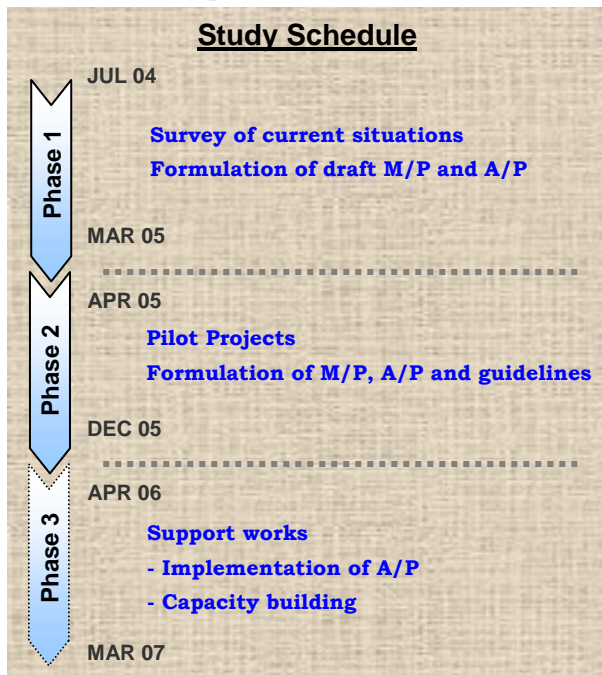 Study Schedule
JUL 04
Phase 1
Survey of current situations
Formulation of draft M/P and A/P
MAR 05
APR 05
Phase 2
Pilot Projects
Formulation of M/P, A/P and guidelines
DEC 05
APR 06
Phase 3
Support works
- Implementation of A/P
- Capacity building
MAR 07